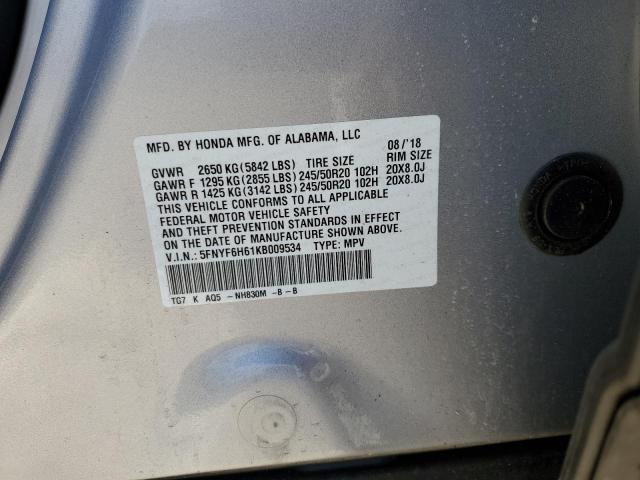 MFD. BY HONDA MFG. OF ALABAMA, LLC 08/'18
GVWR 2650 KG (5842 LBS) TIRE SIZE RIM SIZE
GAWR F 1295 KG (2855 LBS) 245/50R20 102H 20X8.0J
GAWR R 1425 KG (3142 LBS) 245/50R20 102H 20X8.0J
THIS VEHICLE CONFORMS TO ALL APPLICABLE
FEDERAL MOTOR VEHICLE SAFETY
AND THEFT PREVENTION STANDARDS IN EFFECT
ON THE DATE OF MANUFACTURE SHOWN ABOVE.
V.I.N.: 5FNYF6H61KB009534 TYPE: MPV
TG7 K AQ5 -NH830M -B-B